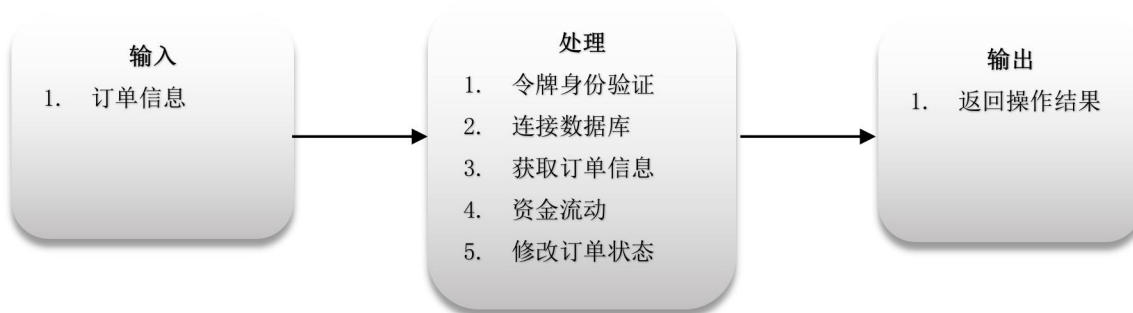 输入
1. 订单信息
处理
1. 令牌身份验证
2. 连接数据库
3. 获取订单信息
4. 资金流动
5. 修改订单状态
输出
1. 返回操作结果